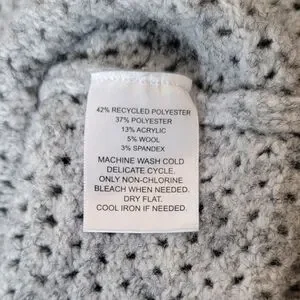 42% RECYCLED POLYESTER
37% POLYESTER
13% ACRYLIC
5% WOOL
3% SPANDEX
MACHINE WASH COLD
DELICATE CYCLE.
ONLY NON-CHLORINE
BLEACH WHEN NEEDED.
DRY FLAT.
COOL IRON IF NEEDED.